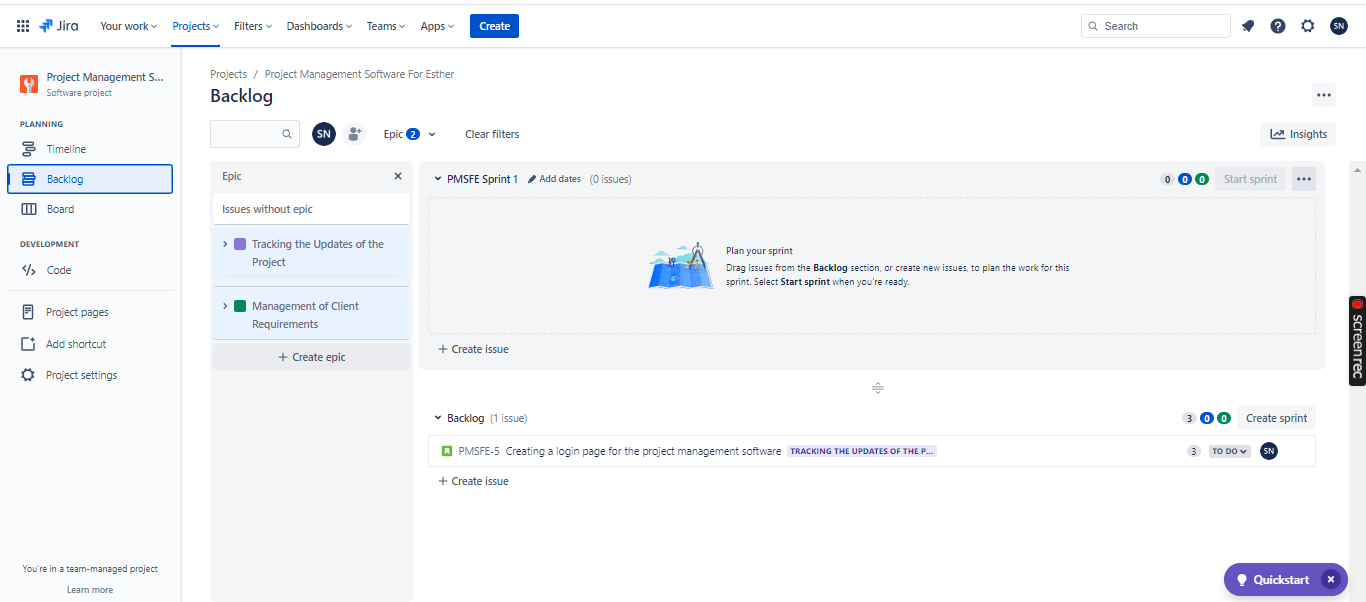 Jira Your work Projects Filters Dashboards Teams Apps Create Search SN
Project Management S...
Software project
PLANNING
Timeline
Backlog
Board
DEVELOPMENT
Code
Project pages
Add shortcut
Project settings
You're in a team-managed project
Learn more
Projects / Project Management Software For Esther
Backlog
SN Epic 2 Clear filters Insights
Epic
Issues without epic
Tracking the Updates of the
Project
Management of Client
Requirements
+ Create epic
PMSFE Sprint 1 Add dates (0 issues) 0 0 0 Start sprint
Plan your sprint
Drag issues from the Backlog section, or create new issues, to plan the work for this
sprint. Select Start sprint when you're ready.
+ Create issue
Backlog (1 issue) 3 0 0 Create sprint
PMSFE-5 Creating a login page for the project management software TRACKING THE UPDATES OF THE P... 3 TO DO SN
+ Create issue
screenrec
Quickstart